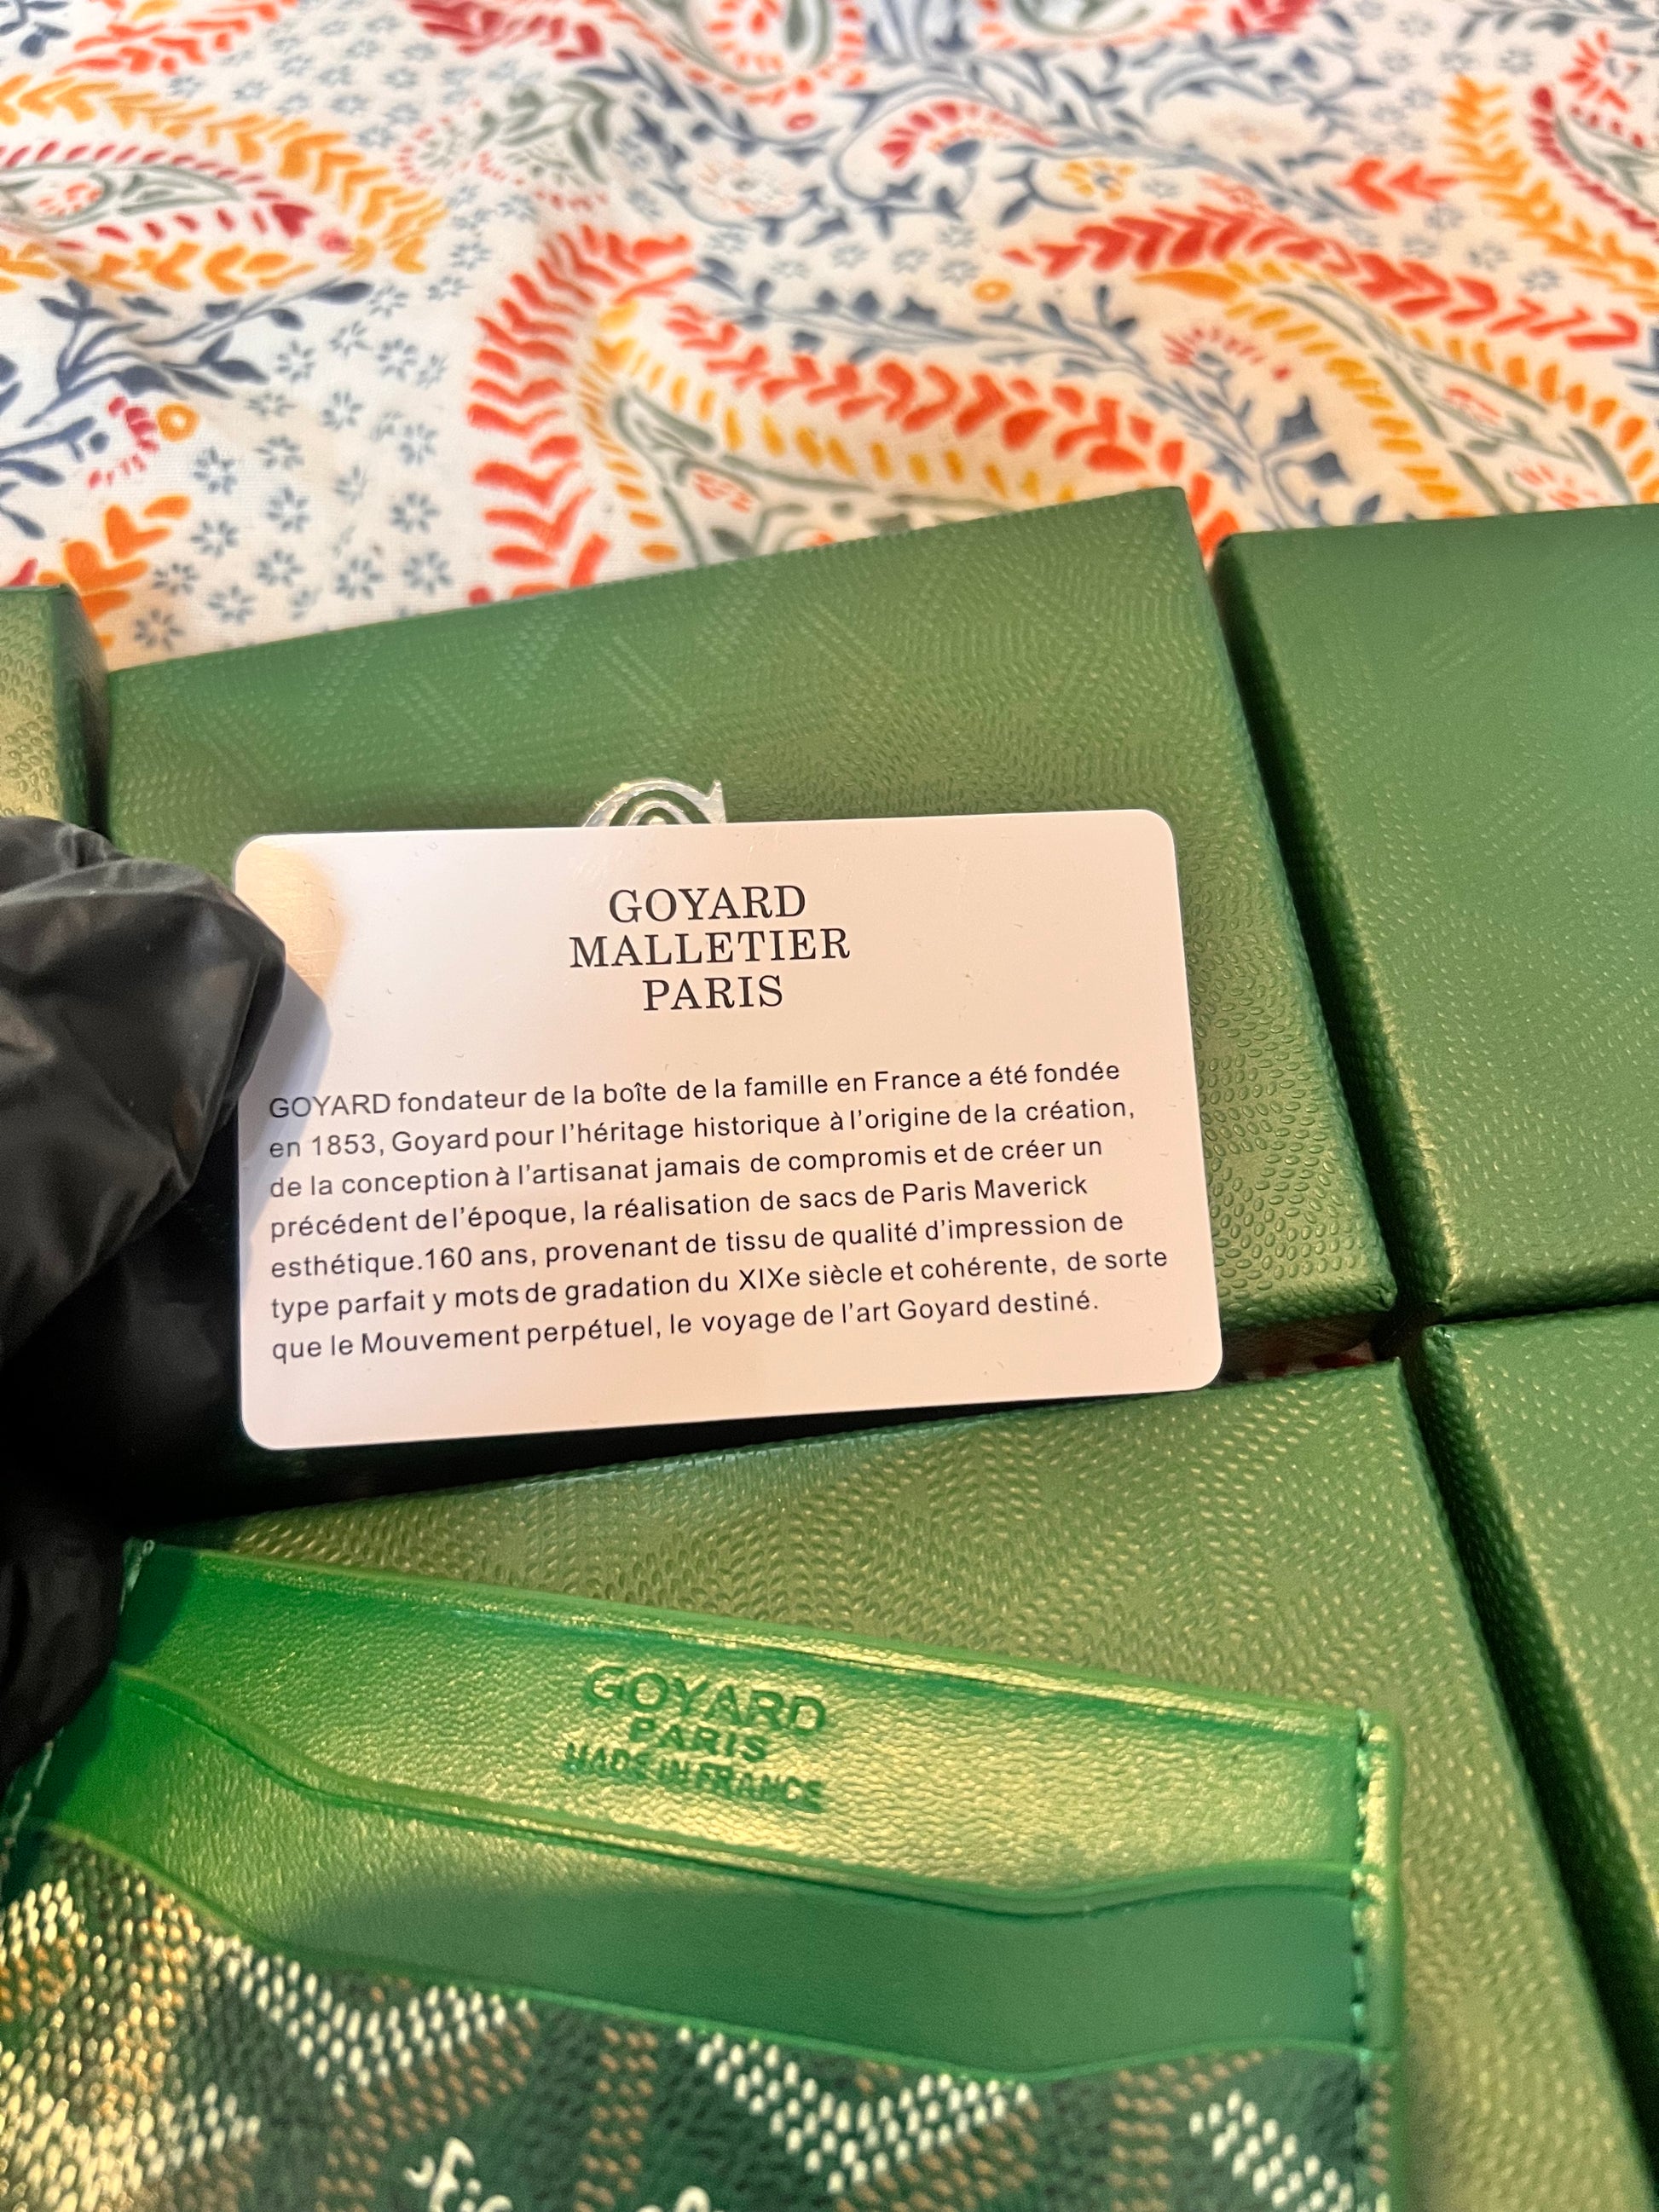 GOYARD
MALLETIER
PARIS
GOYARD fondateur de la boîte de la famille en France a été fondée
en 1853, Goyard pour l'héritage historique à l'origine de la création,
de la conception à l'artisanat jamais de compromis et de créer un
précédent de l'époque, la réalisation de sacs de Paris Maverick
esthétique.160 ans, provenant de tissu de qualité d'impression de
type parfait y mots de gradation du XIXe siècle et cohérente, de sorte
que le Mouvement perpétuel, le voyage de l'art Goyard destiné.
GOYARD
PARIS
MADE IN FRANCE